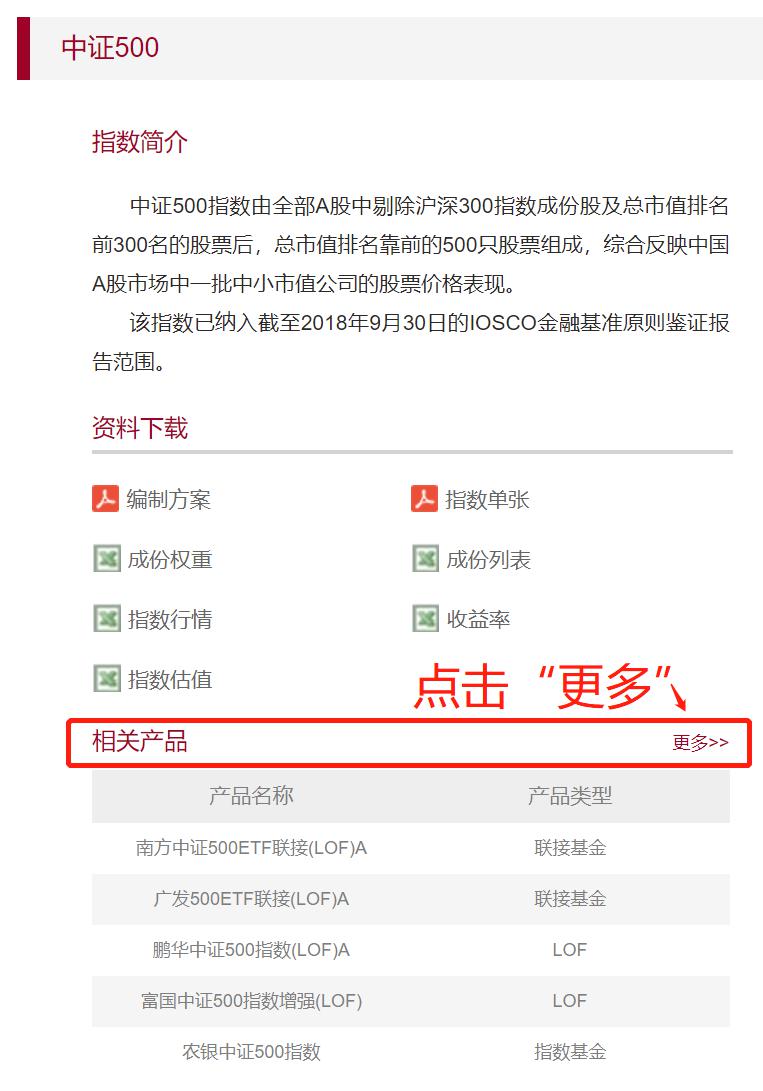 中证500
指数简介
中证500指数由全部A股中剔除沪深300指数成份股及总市值排名
前300名的股票后，总市值排名靠前的500只股票组成，综合反映中国
A股市场中一批中小市值公司的股票价格表现。
该指数已纳入截至2018年9月30日的IOSCO金融基准原则鉴证报
告范围。
资料下载
编制方案 指数单张
成份权重 成份列表
指数行情 收益率
指数估值
点击“更多”
相关产品 更多>>
产品名称 产品类型
南方中证500ETF联接(LOF)A 联接基金
广发500ETF联接(LOF)A 联接基金
鹏华中证500指数(LOF)A LOF
富国中证500指数增强(LOF) LOF
农银中证500指数 指数基金